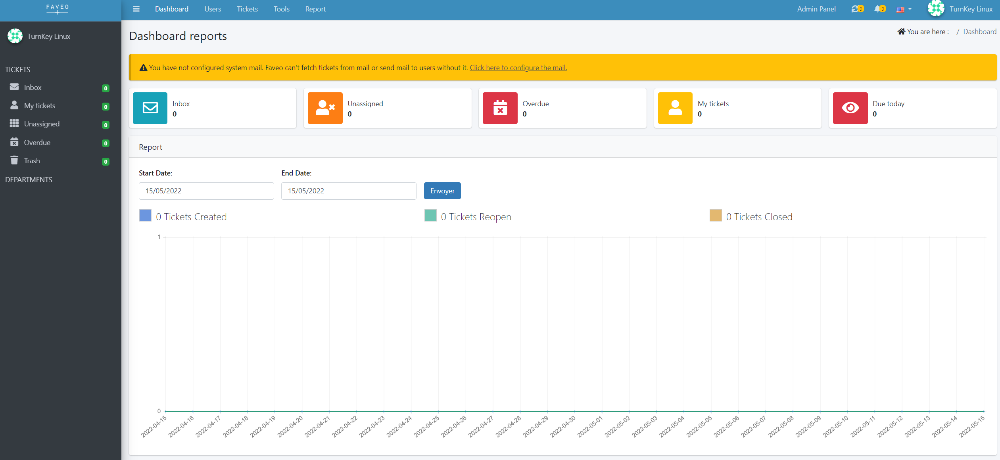 FAVEO
Dashboard Users Tickets Tools Report
Admin Panel 0 0 TurnKey Linux
TurnKey Linux
TICKETS
Inbox 0
My tickets 0
Unassigned 0
Overdue 0
Trash 0
DEPARTMENTS
Dashboard reports
You are here : / Dashboard
You have not configured system mail. Faveo can't fetch tickets from mail or send mail to users without it. Click here to configure the mail.
Inbox
0
Unassigned
0
Overdue
0
My tickets
0
Due today
0
Report
Start Date:
End Date:
15/05/2022
15/05/2022
Envoyer
0 Tickets Created
0 Tickets Reopen
0 Tickets Closed
1
0
2022-04-15
2022-04-16
2022-04-17
2022-04-18
2022-04-19
2022-04-20
2022-04-21
2022-04-22
2022-04-23
2022-04-24
2022-04-25
2022-04-26
2022-04-27
2022-04-28
2022-04-29
2022-04-30
2022-05-01
2022-05-02
2022-05-03
2022-05-04
2022-05-05
2022-05-06
2022-05-07
2022-05-08
2022-05-09
2022-05-10
2022-05-11
2022-05-12
2022-05-13
2022-05-14
2022-05-15